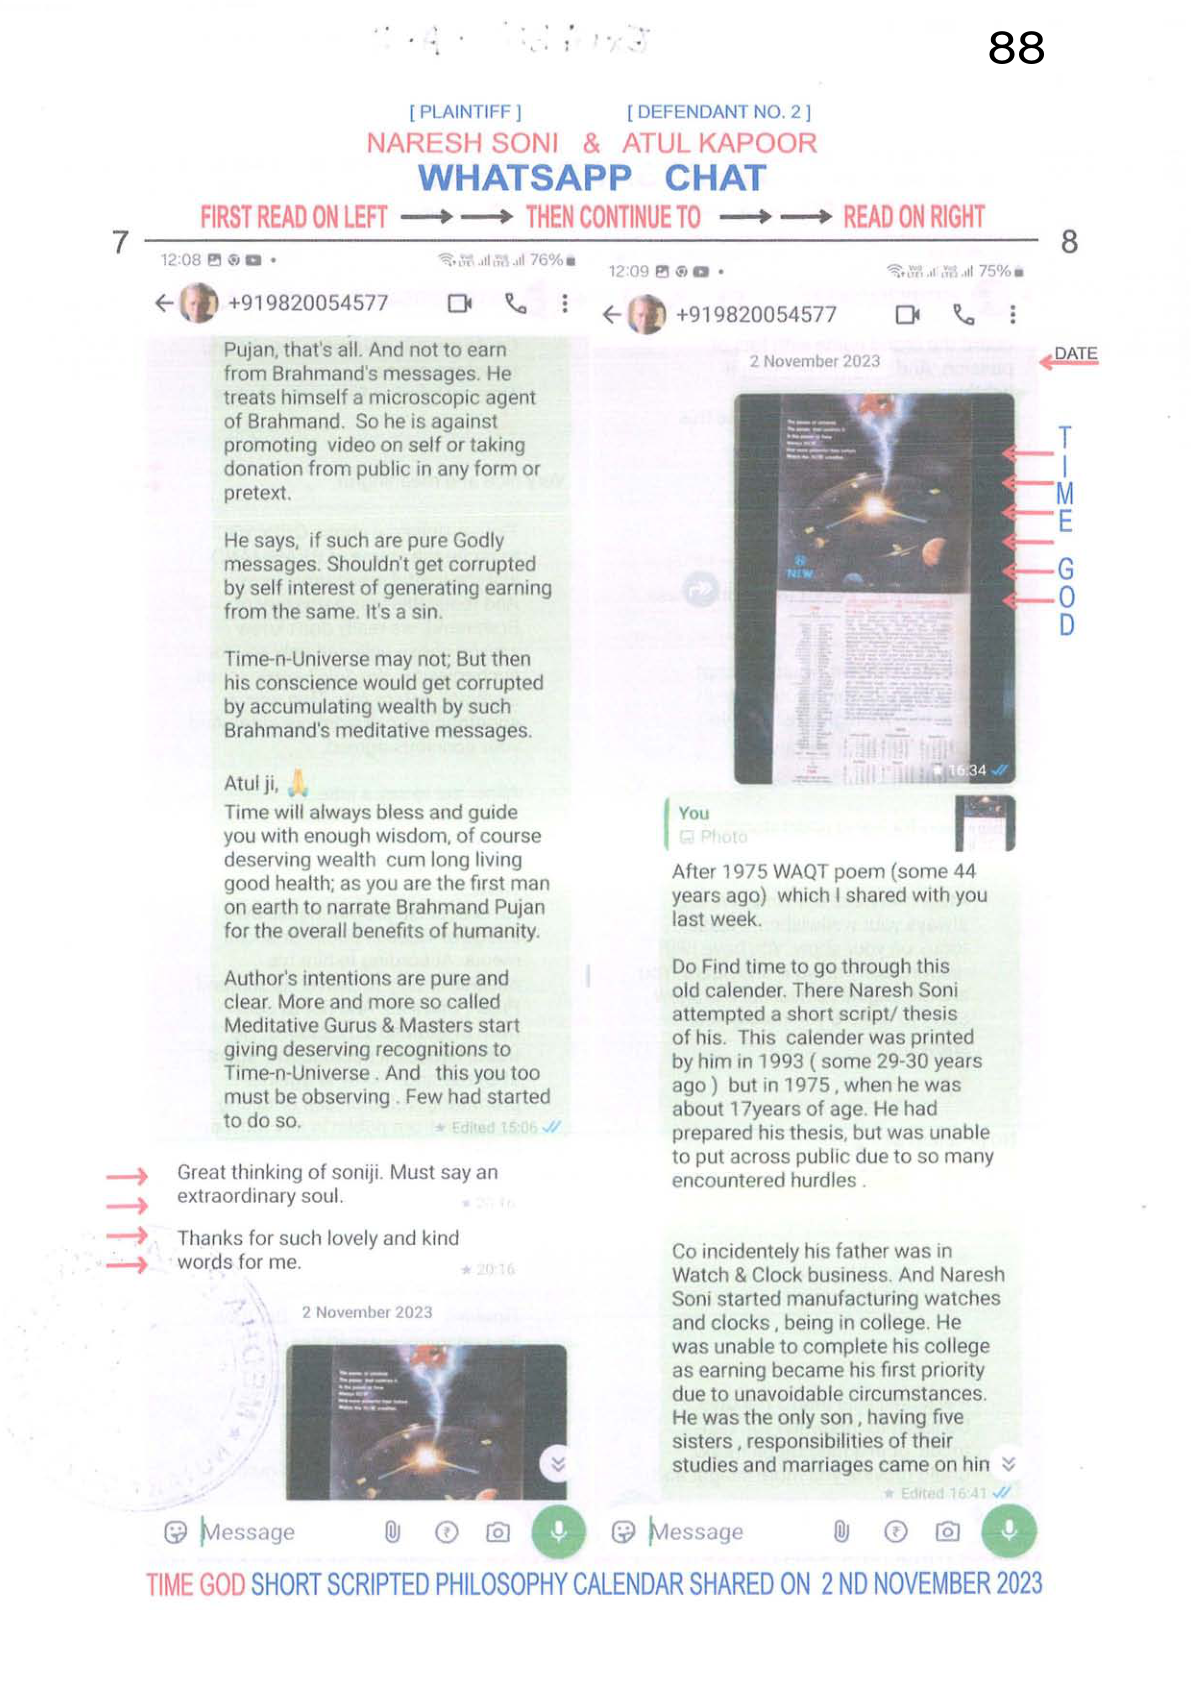 88
[ PLAINTIFF ] [ DEFENDANT NO. 2 ]
NARESH SONI & ATUL KAPOOR
WHATSAPP CHAT
FIRST READ ON LEFT THEN CONTINUE TO READ ON RIGHT
7
12:08 76%
+919820054577
Pujan, that's all. And not to earn
from Brahmand's messages. He
treats himself a microscopic agent
of Brahmand. So he is against
promoting video on self or taking
donation from public in any form or
pretext.
He says, if such are pure Godly
messages. Shouldn't get corrupted
by self interest of generating earning
from the same. It's a sin.
Time-n-Universe may not; But then
his conscience would get corrupted
by accumulating wealth by such
Brahmand's meditative messages.
Atul ji, 🙏
Time will always bless and guide
you with enough wisdom, of course
deserving wealth cum long living
good health; as you are the first man
on earth to narrate Brahmand Pujan
for the overall benefits of humanity.
Author's intentions are pure and
clear. More and more so called
Meditative Gurus & Masters start
giving deserving recognitions to
Time-n-Universe . And this you too
must be observing . Few had started
to do so.
Edited 15:06
Great thinking of soniji. Must say an
extraordinary soul.
20:16
Thanks for such lovely and kind
words for me.
20:16
2 November 2023
Message
8
12:09 75%
+919820054577
2 November 2023
DATE
TIME GOD
NEW
16:34
You
Photo
After 1975 WAQT poem (some 44
years ago) which I shared with you
last week.
Do Find time to go through this
old calender. There Naresh Soni
attempted a short script/ thesis
of his. This calender was printed
by him in 1993 ( some 29-30 years
ago ) but in 1975 , when he was
about 17years of age. He had
prepared his thesis, but was unable
to put across public due to so many
encountered hurdles .
Co incidentely his father was in
Watch & Clock business. And Naresh
Soni started manufacturing watches
and clocks , being in college. He
was unable to complete his college
as earning became his first priority
due to unavoidable circumstances.
He was the only son , having five
sisters , responsibilities of their
studies and marriages came on hin
Edited 16:41
Message
TIME GOD SHORT SCRIPTED PHILOSOPHY CALENDAR SHARED ON 2 ND NOVEMBER 2023